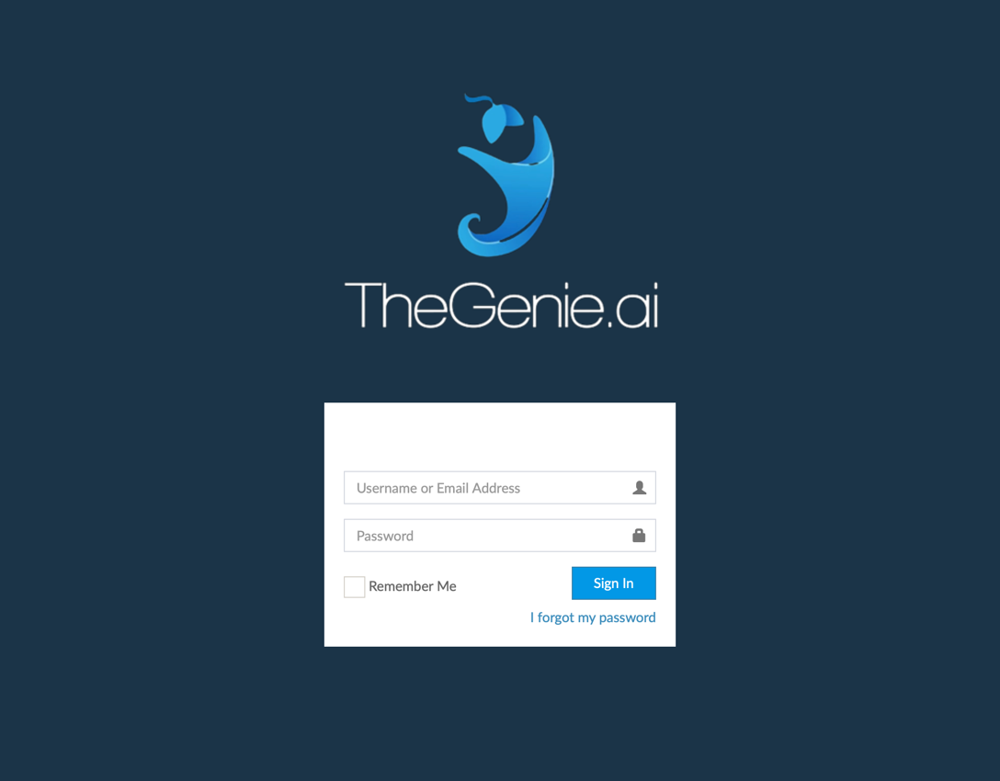 TheGenie.ai
Username or Email Address
Password
Remember Me
Sign In
I forgot my password